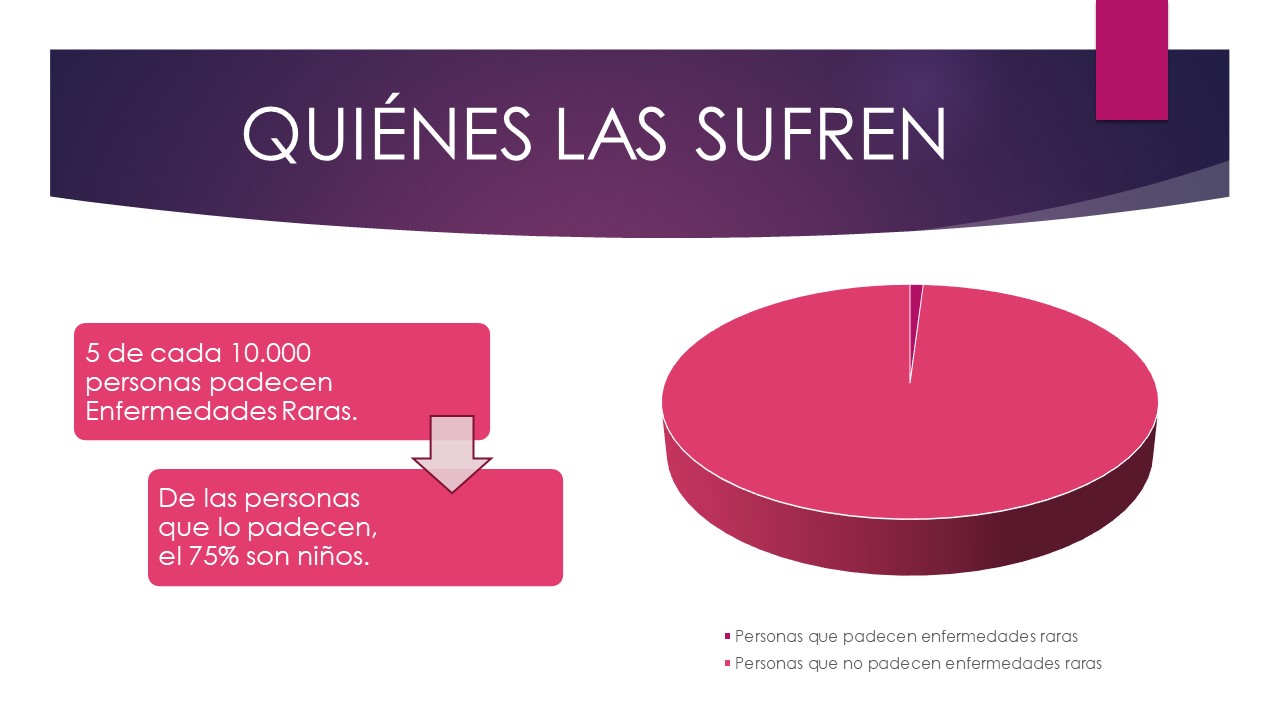 QUIÉNES LAS SUFREN
5 de cada 10.000
personas padecen
Enfermedades Raras.
De las personas
que lo padecen,
el 75% son niños.
Personas que padecen enfermedades raras
Personas que no padecen enfermedades raras